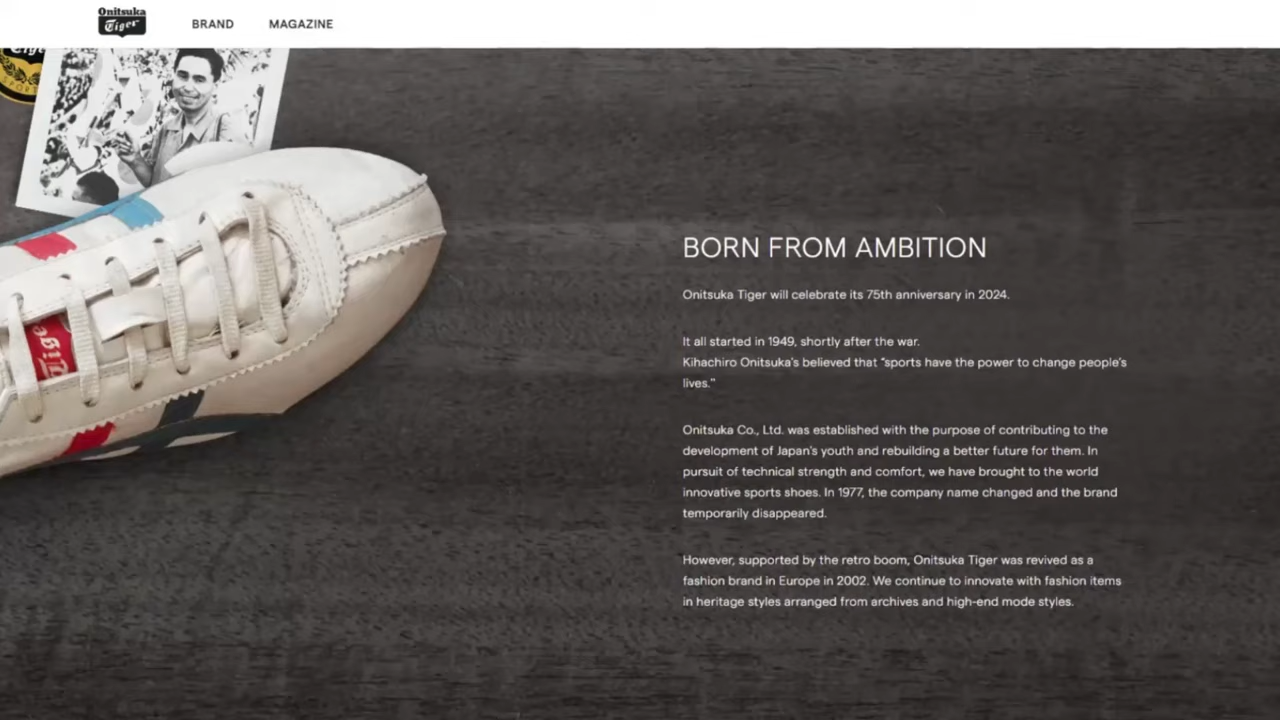 Onitsuka
Tiger
BRAND
MAGAZINE
SPORT
Tiger
BORN FROM AMBITION
Onitsuka Tiger will celebrate its 75th anniversary in 2024.
It all started in 1949, shortly after the war.
Kihachiro Onitsuka's believed that “sports have the power to change people's
lives.”
Onitsuka Co., Ltd. was established with the purpose of contributing to the
development of Japan's youth and rebuilding a better future for them. In
pursuit of technical strength and comfort, we have brought to the world
innovative sports shoes. In 1977, the company name changed and the brand
temporarily disappeared.
However, supported by the retro boom, Onitsuka Tiger was revived as a
fashion brand in Europe in 2002. We continue to innovate with fashion items
in heritage styles arranged from archives and high-end mode styles.